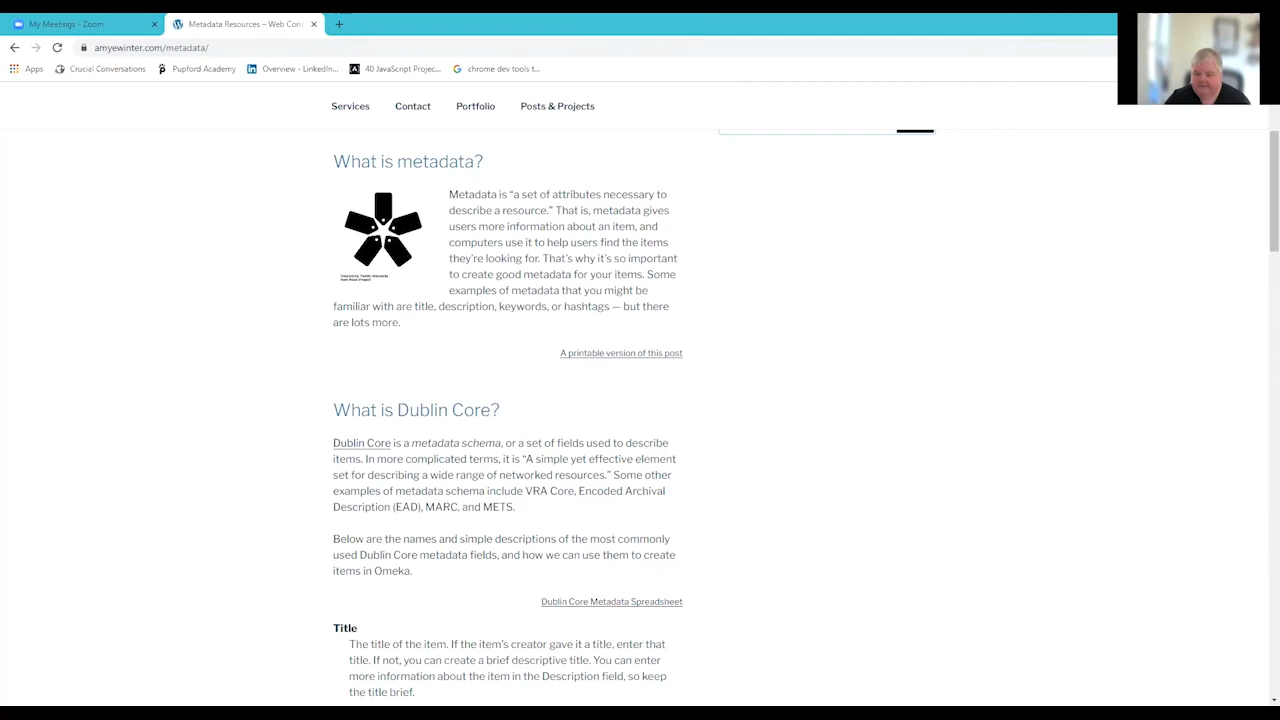 My Meetings - Zoom
Metadata Resources – Web Con
amyewinter.com/metadata/
Apps
Crucial Conversations
Pupford Academy
Overview - LinkedIn...
40 JavaScript Projec...
chrome dev tools t...
Services
Contact
Portfolio
Posts & Projects
What is metadata?
Metadata is “a set of attributes necessary to
describe a resource.” That is, metadata gives
users more information about an item, and
computers use it to help users find the items
they’re looking for. That’s why it’s so important
to create good metadata for your items. Some
examples of metadata that you might be
familiar with are title, description, keywords, or hashtags — but there
are lots more.
A printable version of this post
What is Dublin Core?
Dublin Core is a metadata schema, or a set of fields used to describe
items. In more complicated terms, it is “A simple yet effective element
set for describing a wide range of networked resources.” Some other
examples of metadata schema include VRA Core, Encoded Archival
Description (EAD), MARC, and METS.
Below are the names and simple descriptions of the most commonly
used Dublin Core metadata fields, and how we can use them to create
items in Omeka.
Dublin Core Metadata Spreadsheet
Title
The title of the item. If the item’s creator gave it a title, enter that
title. If not, you can create a brief descriptive title. You can enter
more information about the item in the Description field, so keep
the title brief.